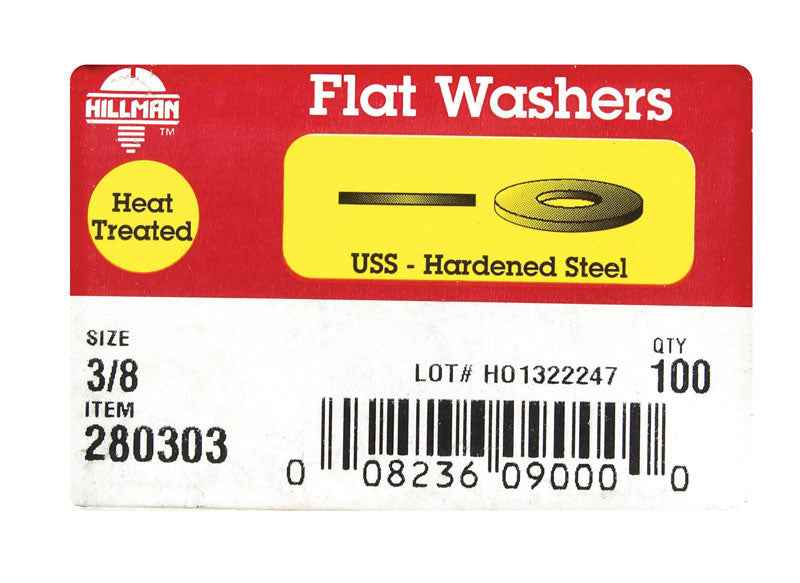 HILLMAN
TM
Flat Washers
Heat
Treated
USS - Hardened Steel
SIZE
3/8
ITEM
280303
LOT# HO1322247
QTY
100
0 08236 09000 0